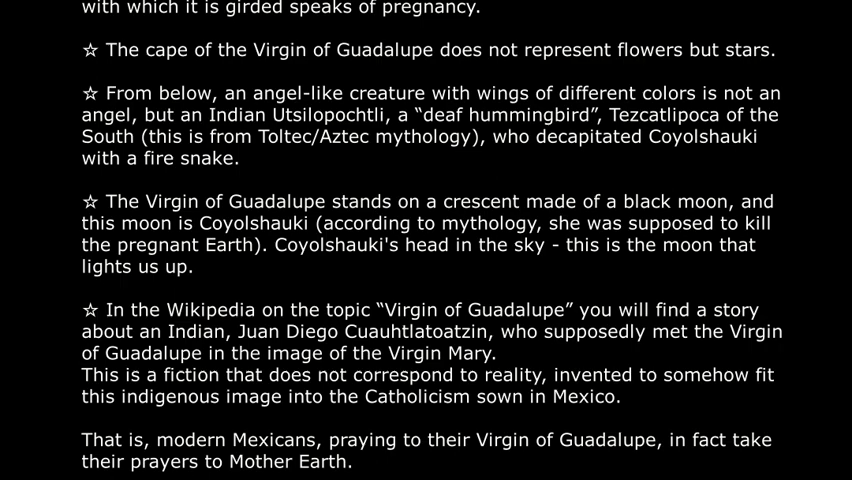 with which it is girded speaks of pregnancy.
☆ The cape of the Virgin of Guadalupe does not represent flowers but stars.
☆ From below, an angel-like creature with wings of different colors is not an
angel, but an Indian Utsilopochtli, a “deaf hummingbird”, Tezcatlipoca of the
South (this is from Toltec/Aztec mythology), who decapitated Coyolshauki
with a fire snake.
☆ The Virgin of Guadalupe stands on a crescent made of a black moon, and
this moon is Coyolshauki (according to mythology, she was supposed to kill
the pregnant Earth). Coyolshauki's head in the sky - this is the moon that
lights us up.
☆ In the Wikipedia on the topic “Virgin of Guadalupe” you will find a story
about an Indian, Juan Diego Cuauhtlatoatzin, who supposedly met the Virgin
of Guadalupe in the image of the Virgin Mary.
This is a fiction that does not correspond to reality, invented to somehow fit
this indigenous image into the Catholicism sown in Mexico.
That is, modern Mexicans, praying to their Virgin of Guadalupe, in fact take
their prayers to Mother Earth.